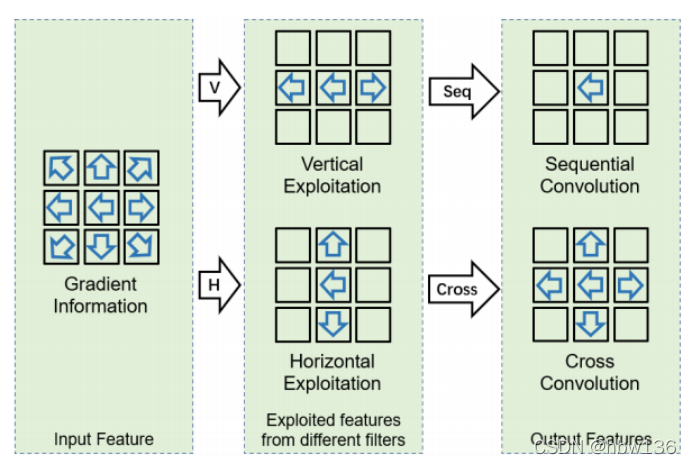 V
Seq
Vertical
Exploitation
Sequential
Convolution
Gradient
Information
H
Cross
Horizontal
Exploitation
Cross
Convolution
Input Feature
Exploited features
from different filters
Output Features
CSDN @hbw136